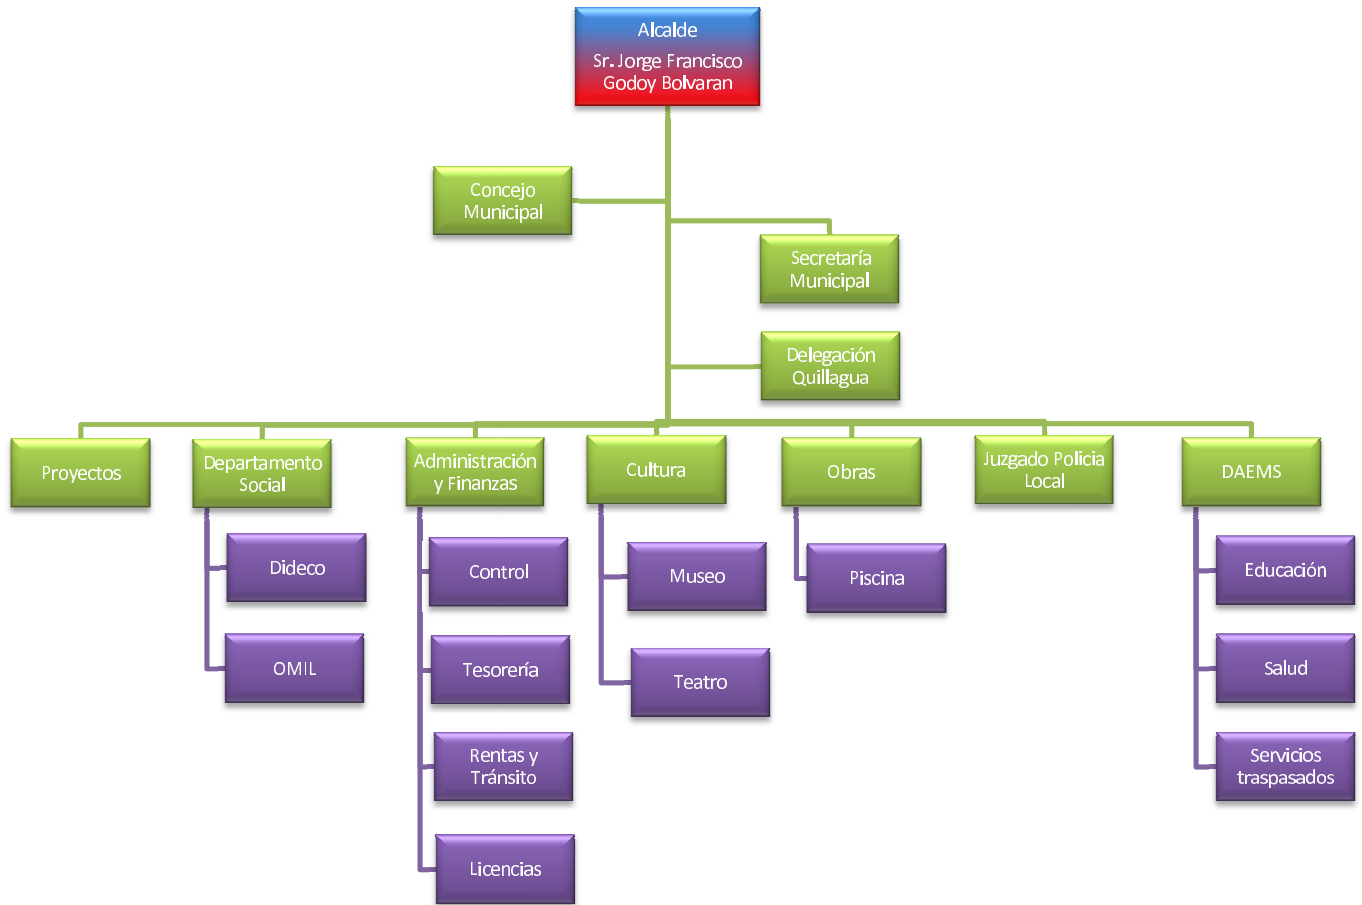 Alcalde
Sr. Jorge Francisco
Godoy Bolvaran
Concejo
Municipal
Secretaría
Municipal
Delegación
Quillagua
Proyectos
Departamento
Social
Administración
y Finanzas
Cultura
Obras
Juzgado Policia
Local
DAEMS
Dideco
OMIL
Control
Tesorería
Rentas y
Tránsito
Licencias
Museo
Teatro
Piscina
Educación
Salud
Servicios
traspasados